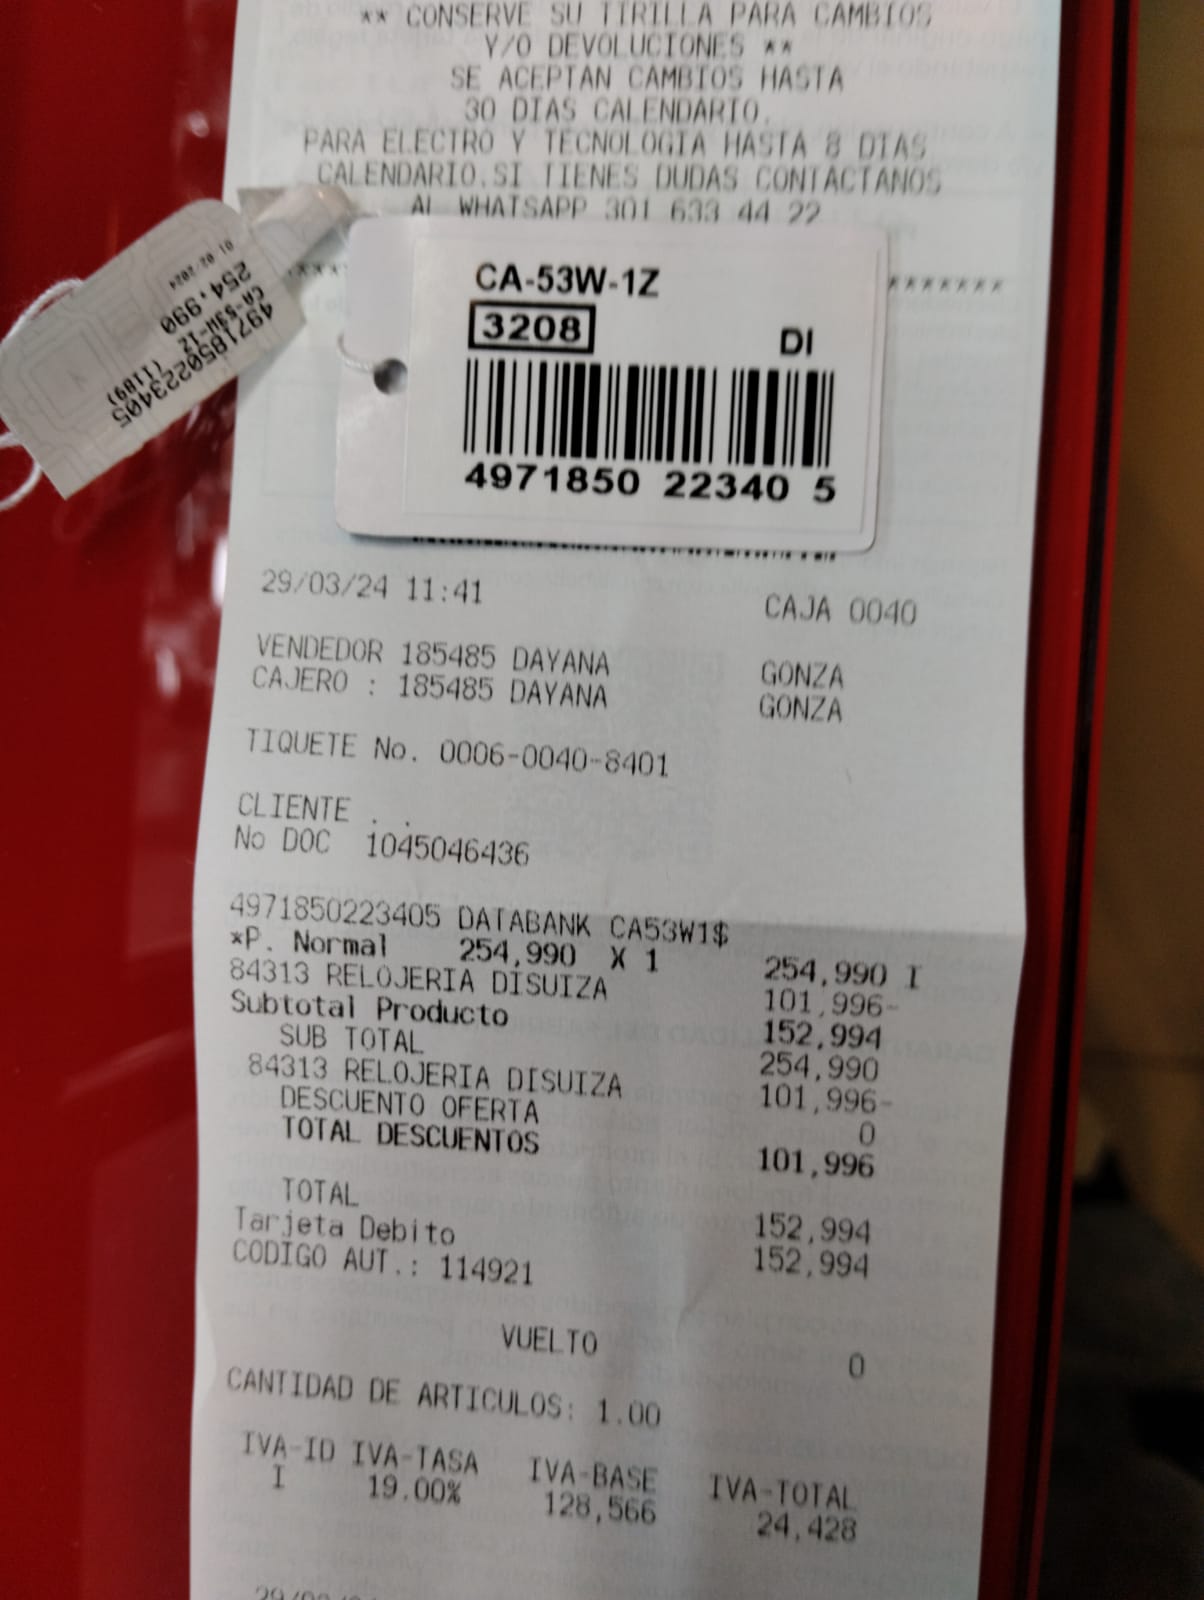 ** CONSERVE SU TIRILLA PARA CAMBIOS
Y/O DEVOLUCIONES **
SE ACEPTAN CAMBIOS HASTA
30 DIAS CALENDARIO.
PARA ELECTRO Y TECNOLOGIA HASTA 8 DIAS
CALENDARIO.SI TIENES DUDAS CONTACTANOS
AL WHATSAPP 301 633 44 22
CA-53W-1Z
3208 DI
4971850 22340 5
4971850223405
(1189)
CA-53W-1Z
254,990
01 02 2024
29/03/24 11:41 CAJA 0040
VENDEDOR 185485 DAYANA GONZA
CAJERO : 185485 DAYANA GONZA
TIQUETE No. 0006-0040-8401
CLIENTE . .
No DOC 1045046436
4971850223405 DATABANK CA53W1$
*P. Normal 254,990 X 1 254,990 I
84313 RELOJERIA DISUIZA 101,996-
Subtotal Producto 152,994
SUB TOTAL 254,990
84313 RELOJERIA DISUIZA 101,996-
DESCUENTO OFERTA 0
TOTAL DESCUENTOS 101,996
TOTAL 152,994
Tarjeta Debito 152,994
CODIGO AUT.: 114921
VUELTO 0
CANTIDAD DE ARTICULOS: 1.00
IVA-ID IVA-TASA IVA-BASE IVA-TOTAL
I 19.00% 128,566 24,428